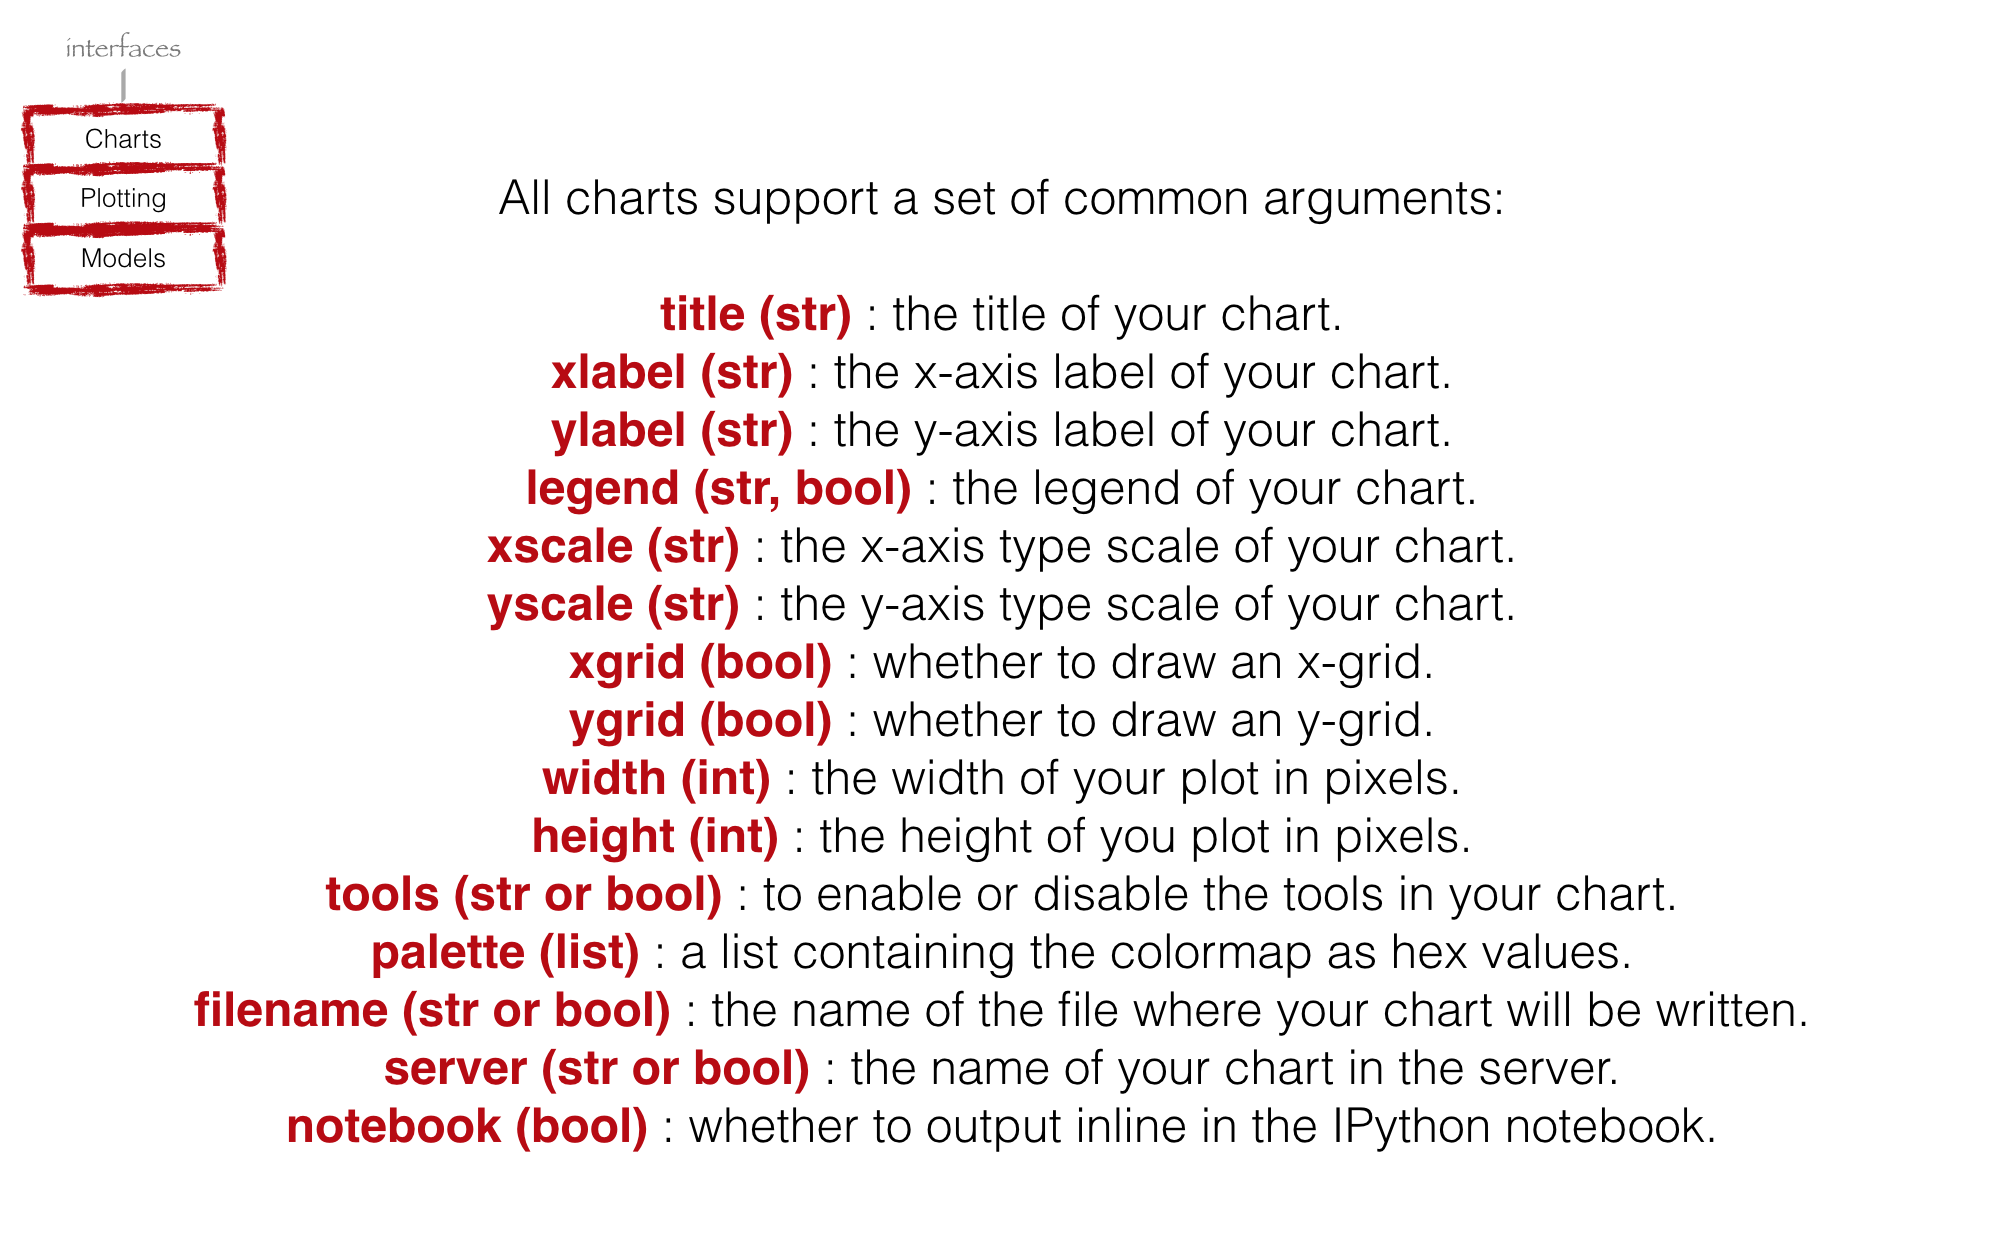 interfaces
Charts
Plotting
Models
All charts support a set of common arguments:
title (str) : the title of your chart.
xlabel (str) : the x-axis label of your chart.
ylabel (str) : the y-axis label of your chart.
legend (str, bool) : the legend of your chart.
xscale (str) : the x-axis type scale of your chart.
yscale (str) : the y-axis type scale of your chart.
xgrid (bool) : whether to draw an x-grid.
ygrid (bool) : whether to draw an y-grid.
width (int) : the width of your plot in pixels.
height (int) : the height of you plot in pixels.
tools (str or bool) : to enable or disable the tools in your chart.
palette (list) : a list containing the colormap as hex values.
filename (str or bool) : the name of the file where your chart will be written.
server (str or bool) : the name of your chart in the server.
notebook (bool) : whether to output inline in the IPython notebook.